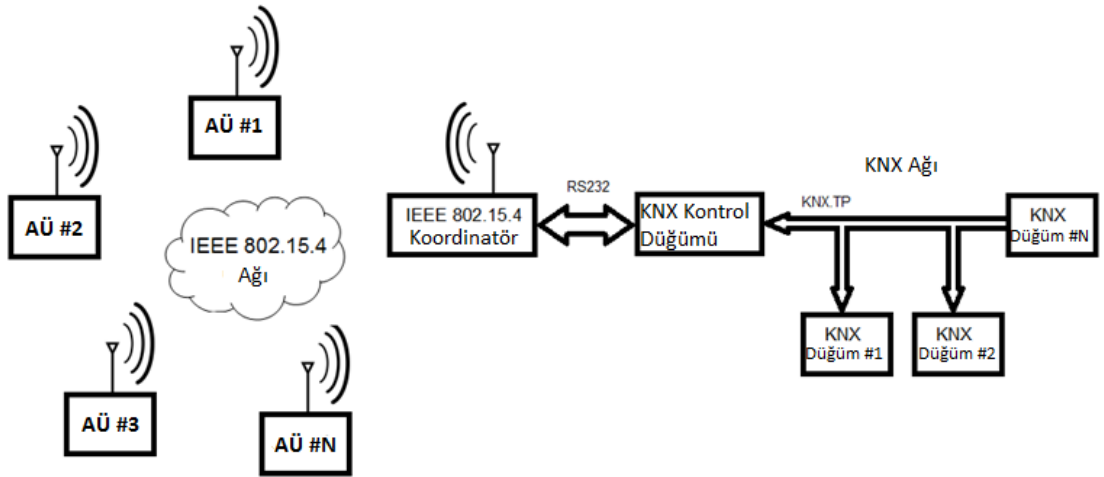 AÜ #1
AÜ #2
IEEE 802.15.4
Ağı
AÜ #3
AÜ #N
IEEE 802.15.4
Koordinatör
RS232
KNX Kontrol
Düğümü
KNX Ağı
KNX.TP
KNX
Düğüm #N
KNX
Düğüm #1
KNX
Düğüm #2